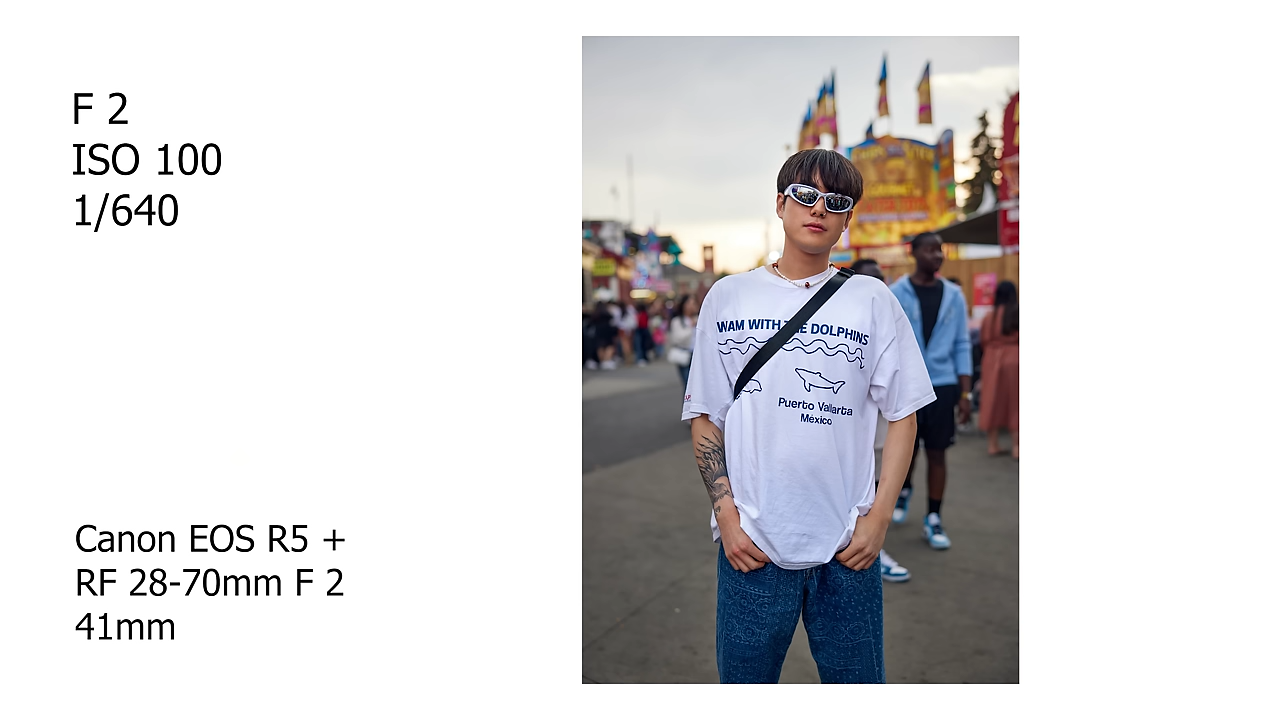 F 2
ISO 100
1/640
WAM WITH THE DOLPHINS
Puerto Vallarta
México
Canon EOS R5 +
RF 28-70mm F 2
41mm